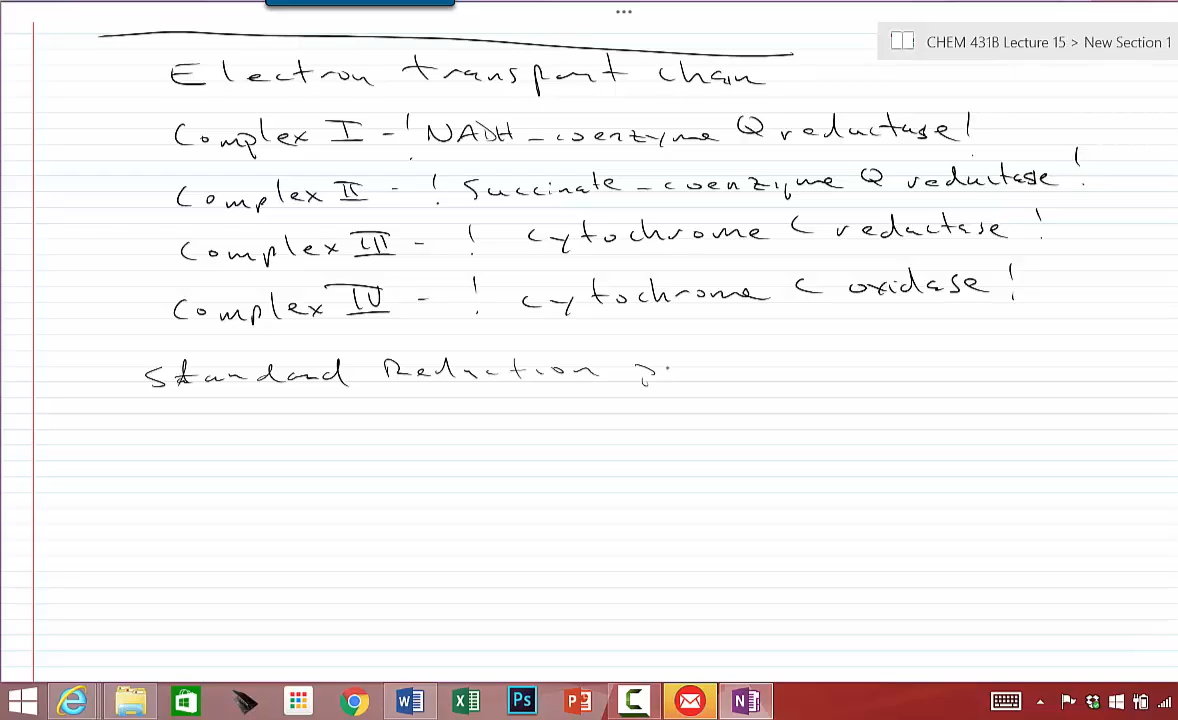 CHEM 431B Lecture 15 > New Section 1
Electron transport chain
Complex I - ! NADH - coenzyme Q reductase!
Complex II - ! Succinate - coenzyme Q reductase!
Complex III - ! cytochrome C reductase!
Complex IV - ! cytochrome C oxidase!
Standard Reduction